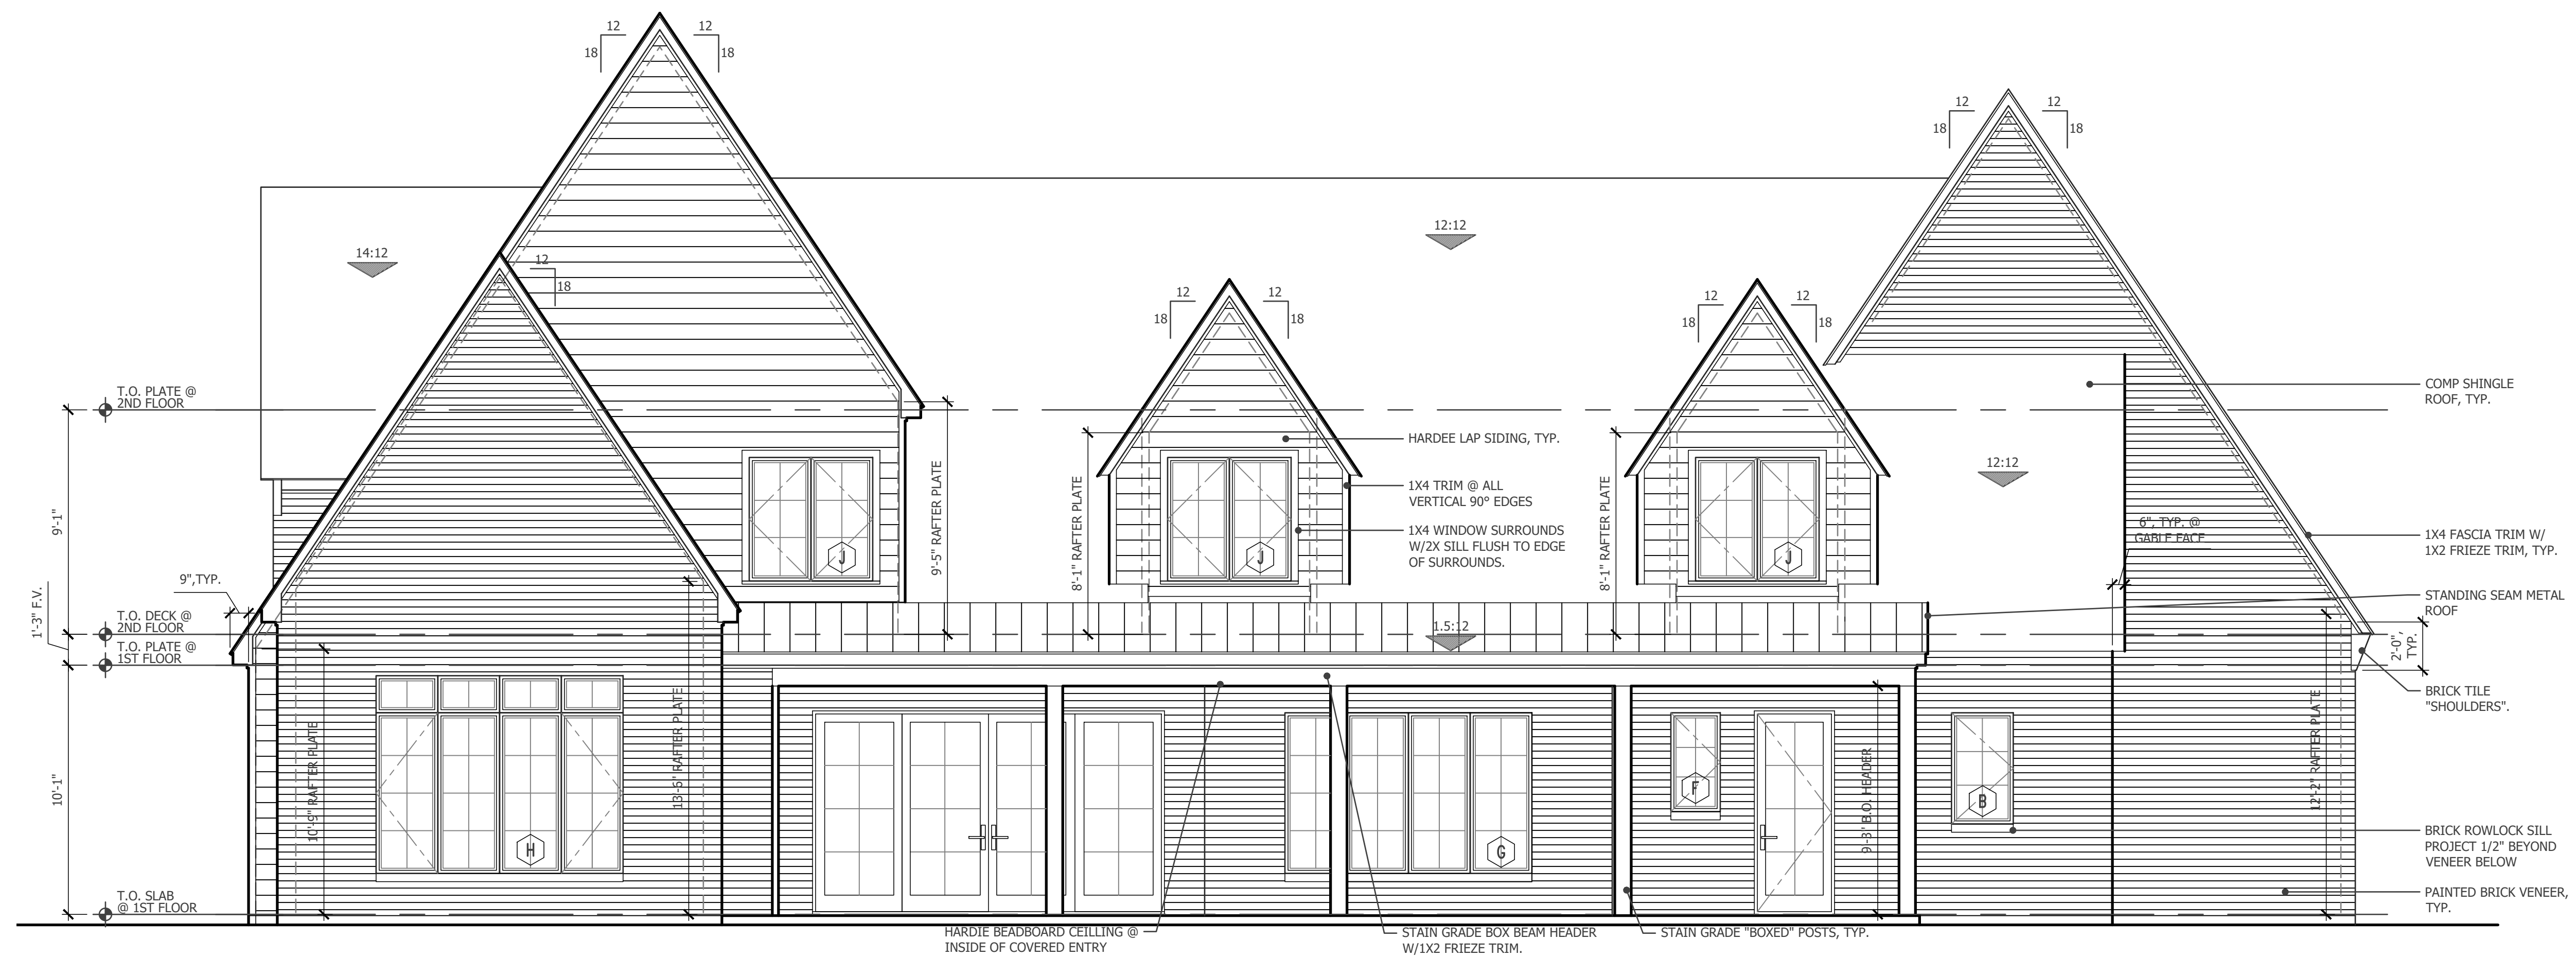 12
12
18
18
12
12
18
18
14:12
12:12
12
18
12
12
18
18
12
12
18
18
T.O. PLATE @
2ND FLOOR
COMP SHINGLE
ROOF, TYP.
HARDEE LAP SIDING, TYP.
12:12
1X4 TRIM @ ALL
VERTICAL 90° EDGES
9'-1"
9'-5" RAFTER PLATE
8'-1" RAFTER PLATE
8'-1" RAFTER PLATE
1X4 WINDOW SURROUNDS
W/2X SILL FLUSH TO EDGE
OF SURROUNDS.
6", TYP. @
GABLE FACE
1X4 FASCIA TRIM W/
1X2 FRIEZE TRIM, TYP.
J
J
J
9",TYP.
1'-3" F.V.
STANDING SEAM METAL
ROOF
T.O. DECK @
2ND FLOOR
1.5:12
T.O. PLATE @
1ST FLOOR
2'-0",
TYP.
BRICK TILE
"SHOULDERS".
10'-1"
10'-9" RAFTER PLATE
13'-6" RAFTER PLATE
9'-3" B.O. HEADER
12'-2" RAFTER PLATE
F
B
H
G
BRICK ROWLOCK SILL
PROJECT 1/2" BEYOND
VENEER BELOW
PAINTED BRICK VENEER,
TYP.
T.O. SLAB
@ 1ST FLOOR
HARDIE BEADBOARD CEILLING @
INSIDE OF COVERED ENTRY
STAIN GRADE BOX BEAM HEADER
W/1X2 FRIEZE TRIM.
STAIN GRADE "BOXED" POSTS, TYP.